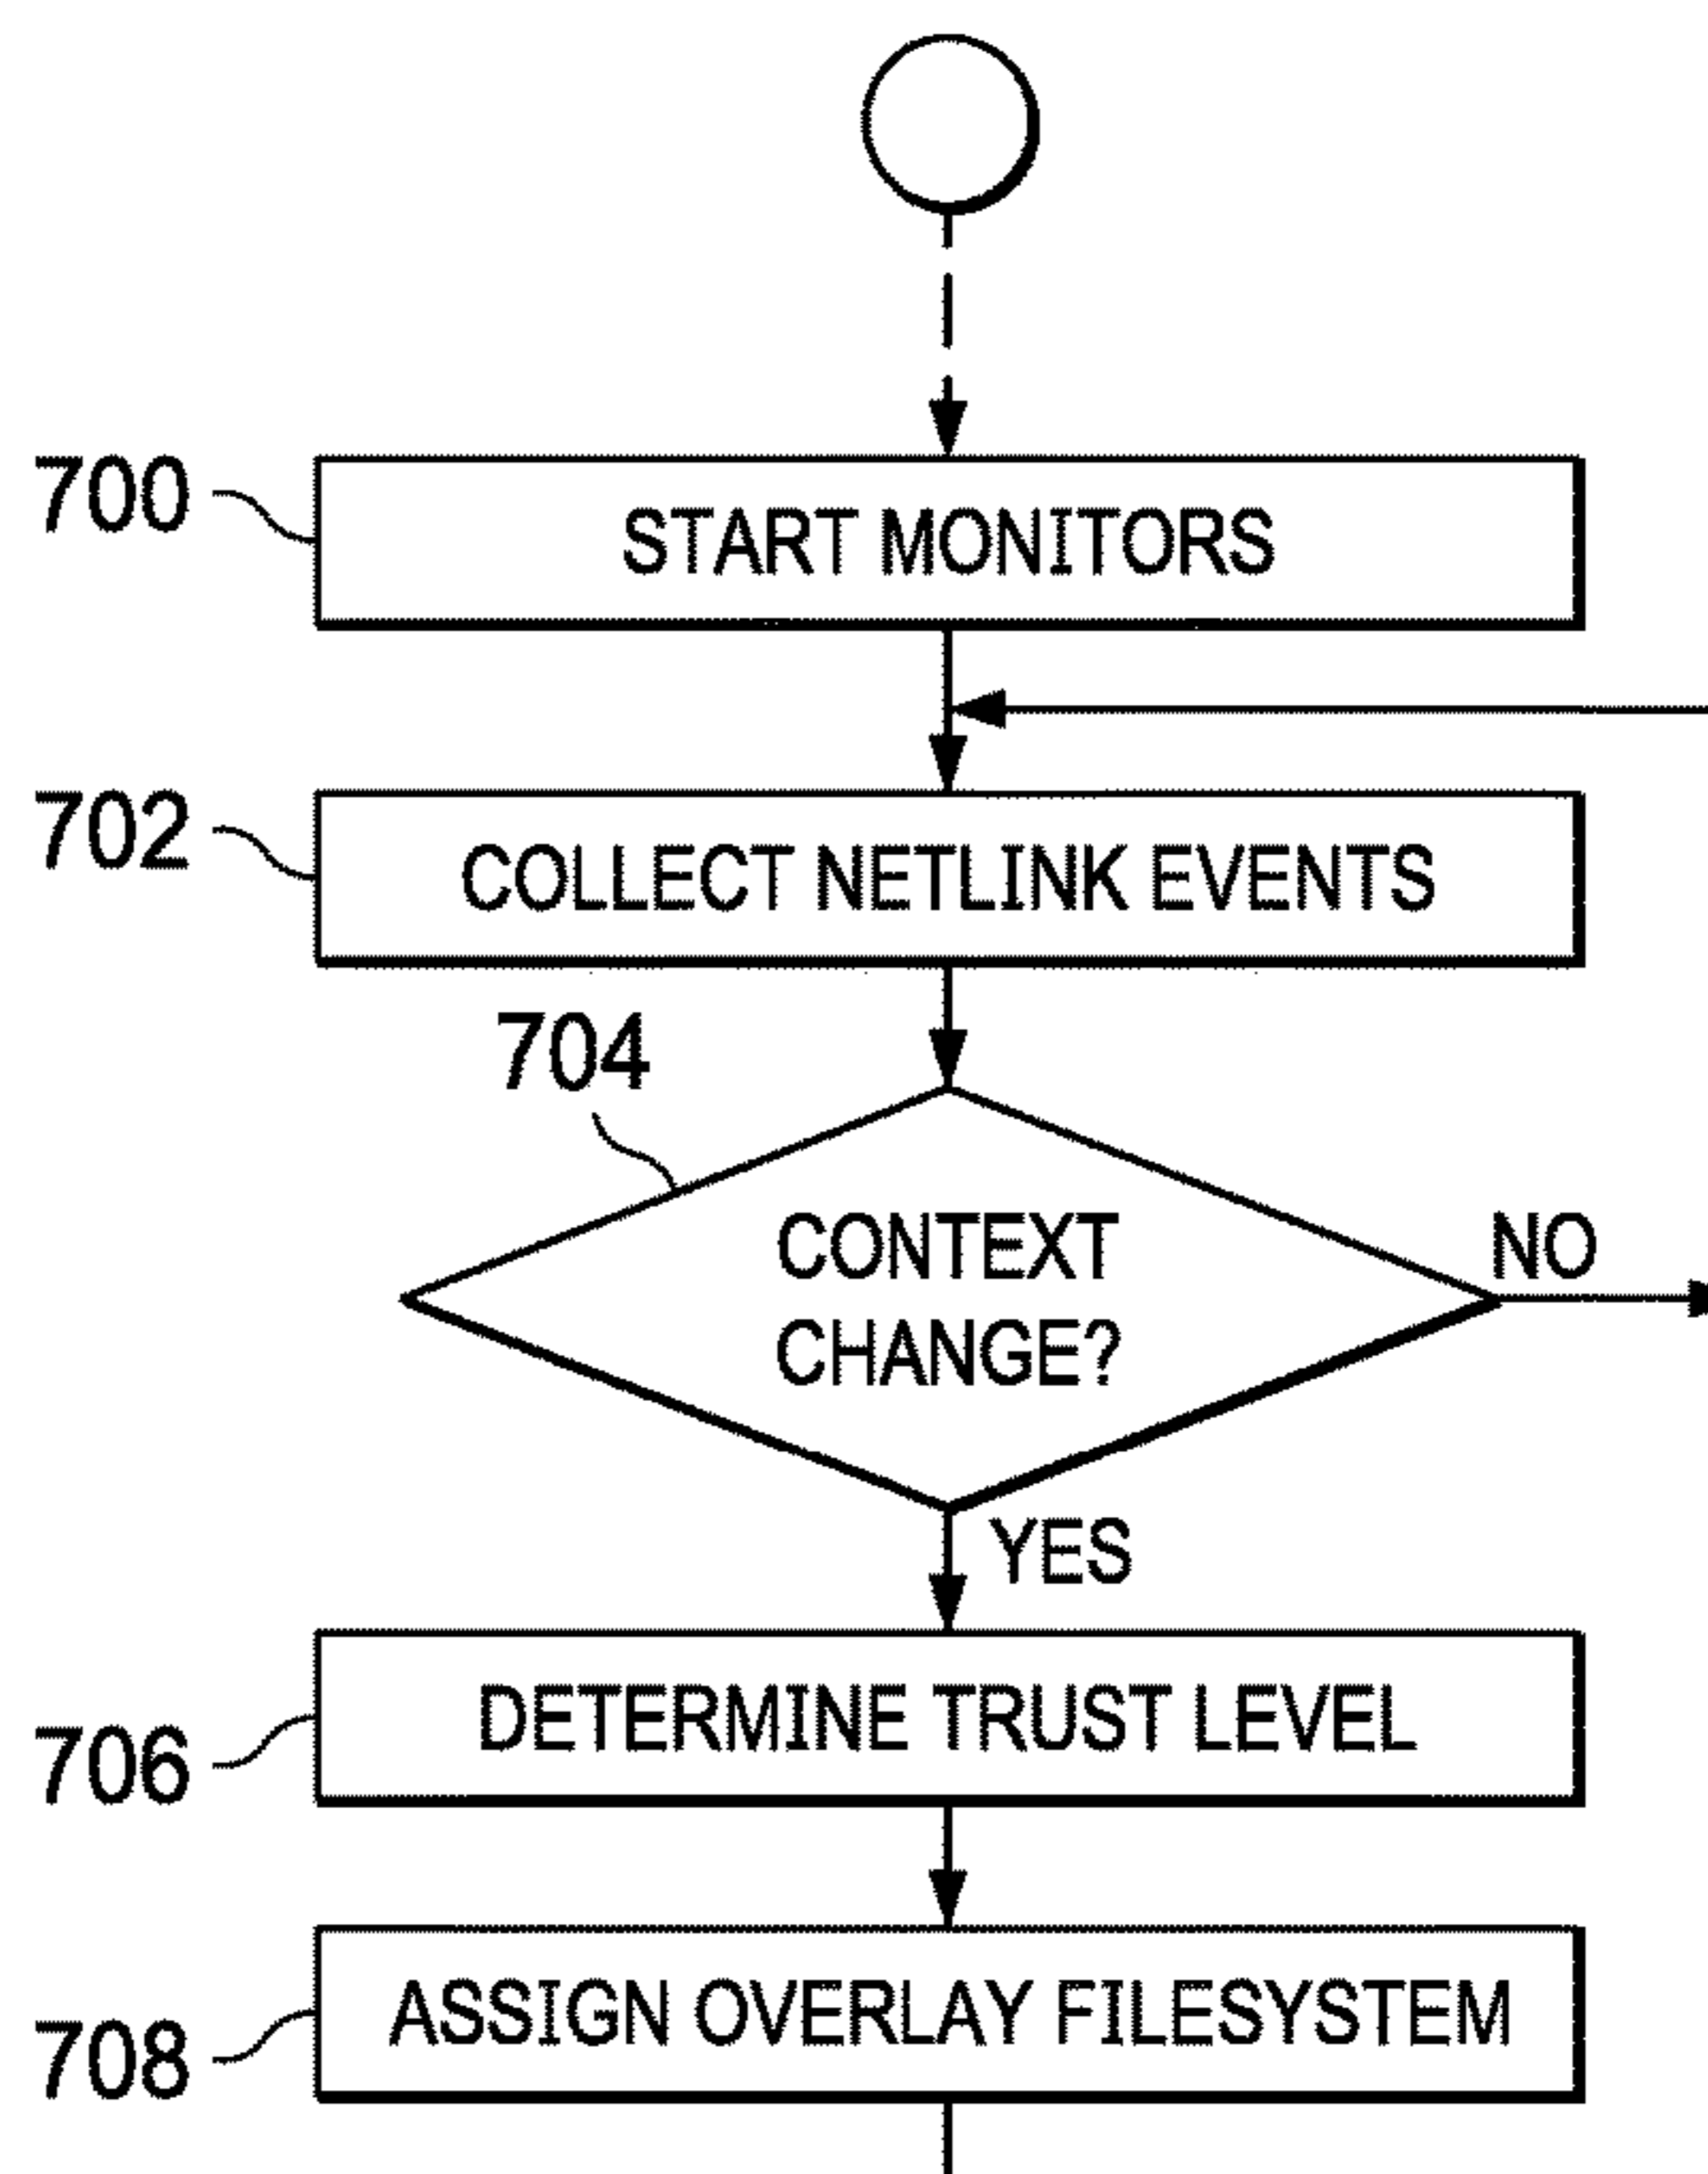 700
START MONITORS
702
COLLECT NETLINK EVENTS
704
CONTEXT
CHANGE?
NO
YES
706
DETERMINE TRUST LEVEL
708
ASSIGN OVERLAY FILESYSTEM